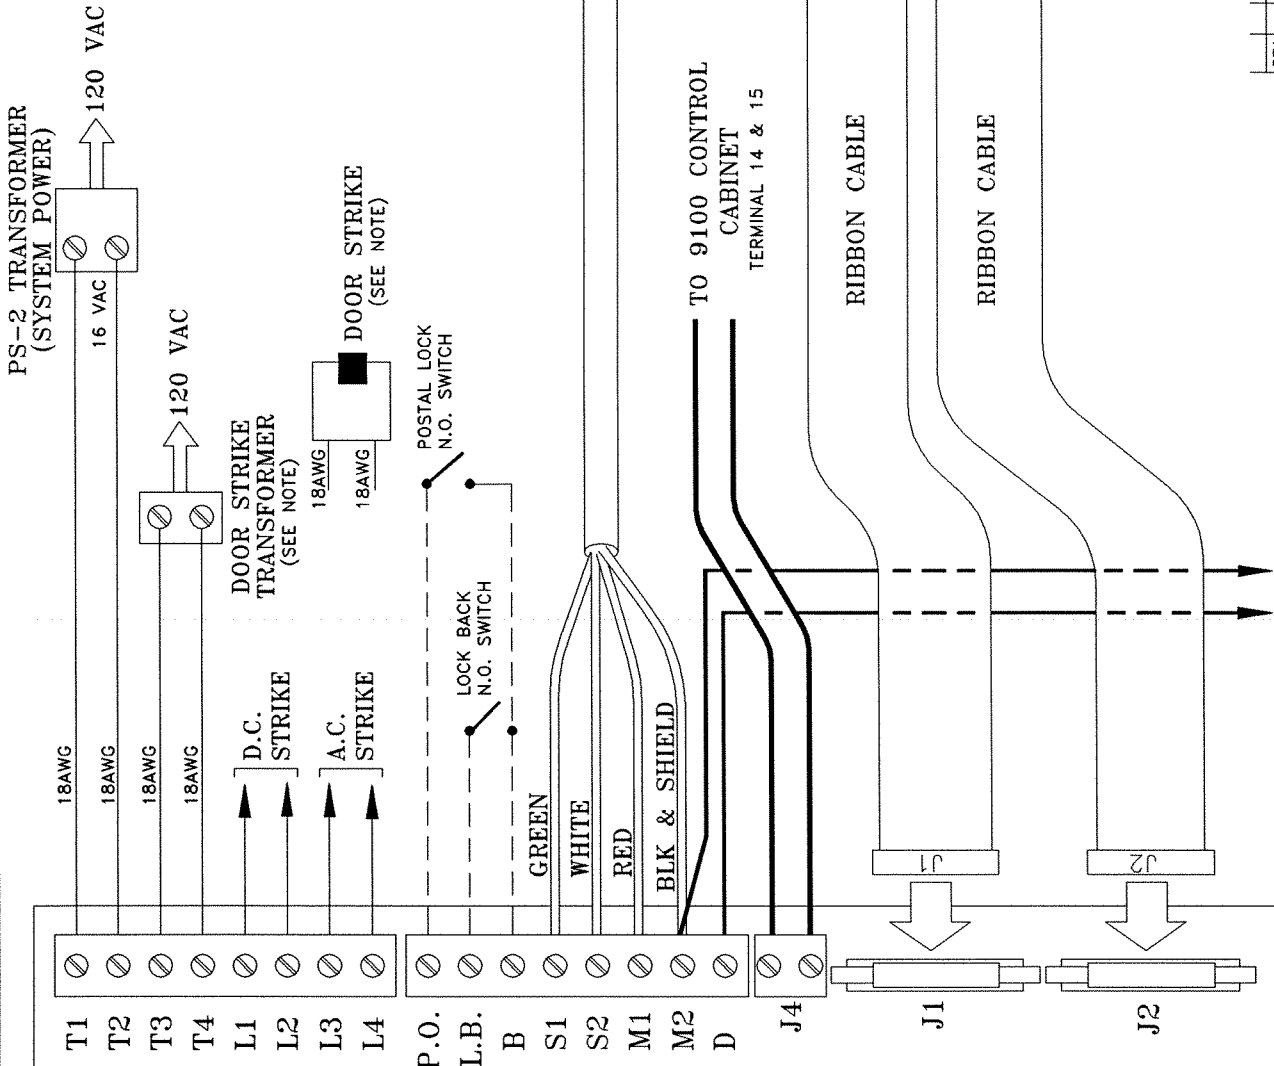 PS-2 TRANSFORMER
(SYSTEM POWER)
120 VAC
16 VAC
120 VAC
DOOR STRIKE
TRANSFORMER
(SEE NOTE)
DOOR STRIKE
(SEE NOTE)
18AWG
18AWG
POSTAL LOCK
N.O. SWITCH
LOCK BACK
N.O. SWITCH
18AWG
18AWG
18AWG
18AWG
D.C.
STRIKE
A.C.
STRIKE
GREEN
WHITE
RED
BLK & SHIELD
TO 9100 CONTROL
CABINET
TERMINAL 14 & 15
RIBBON CABLE
RIBBON CABLE
J1
J2
T1
T2
T3
T4
L1
L2
L3
L4
P.O.
L.B.
B
S1
S2
M1
M2
D
J4
J1
J2